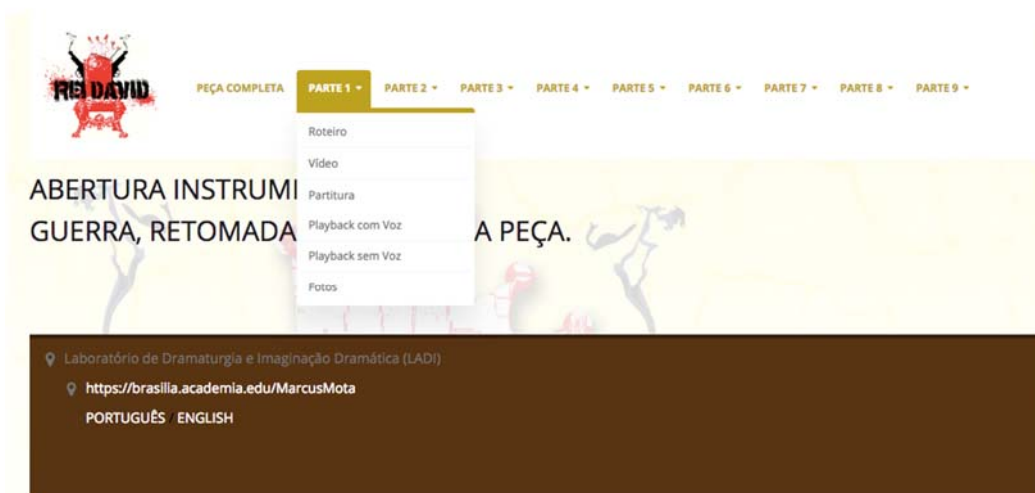 REI DAVID
PEÇA COMPLETA PARTE 1 PARTE 2 PARTE 3 PARTE 4 PARTE 5 PARTE 6 PARTE 7 PARTE 8 PARTE 9
Roteiro
Vídeo
Partitura
Playback com Voz
Playback sem Voz
Fotos
ABERTURA
GUERRA, RETOMADA A PEÇA.
Laboratório de Dramaturgia e Imaginação Dramática (LADI)
https://brasilia.academia.edu/MarcusMota
PORTUGUÊS / ENGLISH